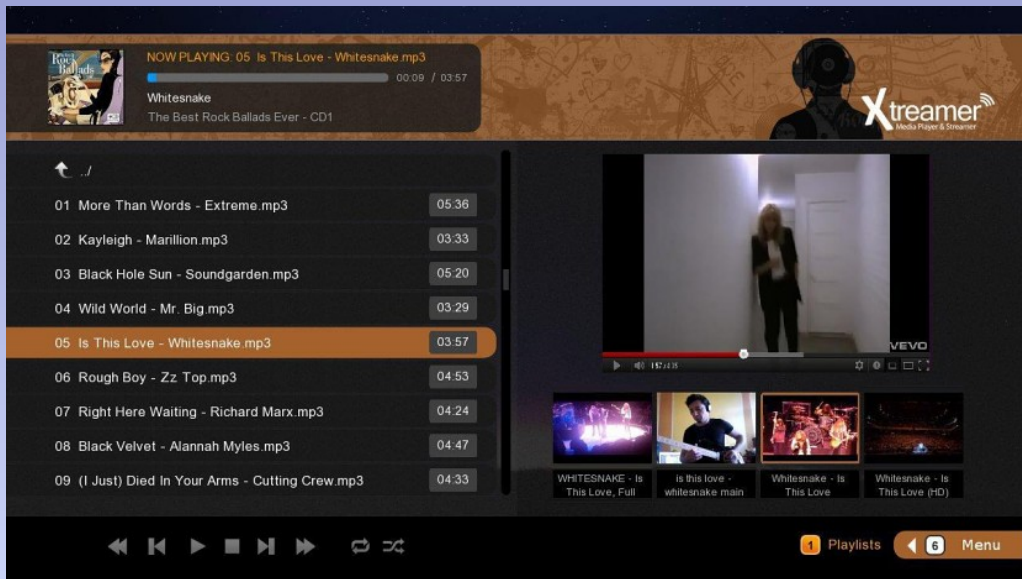 Rock
Ballads
NOW PLAYING: 05 Is This Love - Whitesnake.mp3
00:09 / 03:57
Whitesnake
The Best Rock Ballads Ever - CD1
Xtreamer
Media Player & Streamer
../
01 More Than Words - Extreme.mp3 05:36
02 Kayleigh - Marillion.mp3 03:33
03 Black Hole Sun - Soundgarden.mp3 05:20
04 Wild World - Mr. Big.mp3 03:29
05 Is This Love - Whitesnake.mp3 03:57
06 Rough Boy - Zz Top.mp3 04:53
07 Right Here Waiting - Richard Marx.mp3 04:24
08 Black Velvet - Alannah Myles.mp3 04:47
09 (I Just) Died In Your Arms - Cutting Crew.mp3 04:33
VEVO
WHITESNAKE - Is
This Love, Full
is this love -
whitesnake main
Whitesnake - Is
This Love
Whitesnake - Is
This Love (HD)
1 Playlists
6 Menu